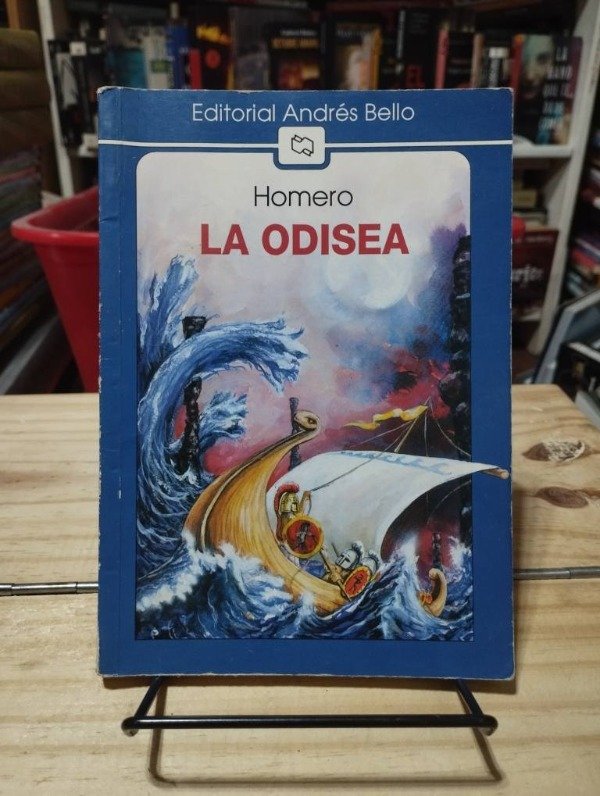 Editorial Andrés Bello
Homero
LA ODISEA